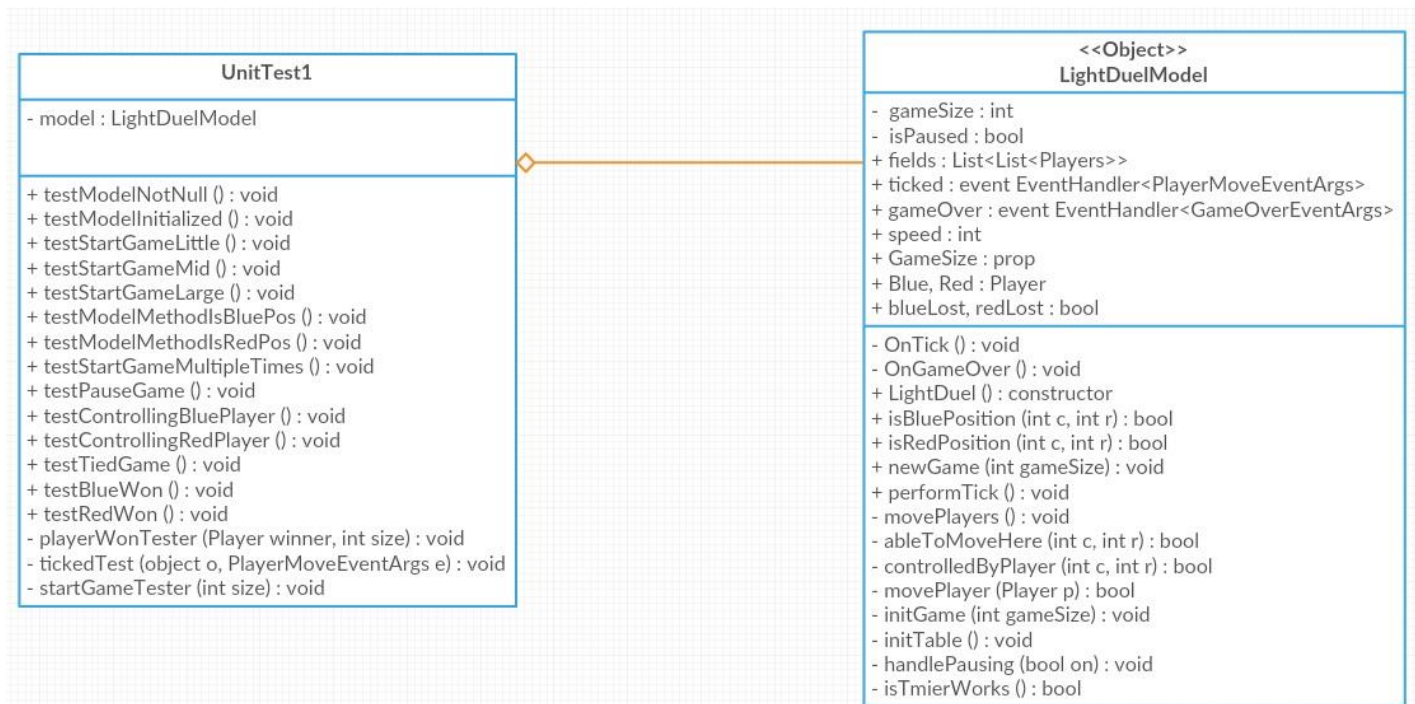 UnitTest1
- model : LightDuelModel
+ testModelNotNull () : void
+ testModelInitialized () : void
+ testStartGameLittle () : void
+ testStartGameMid () : void
+ testStartGameLarge () : void
+ testModelMethodIsBluePos () : void
+ testModelMethodIsRedPos () : void
+ testStartGameMultipleTimes () : void
+ testPauseGame () : void
+ testControllingBluePlayer () : void
+ testControllingRedPlayer () : void
+ testTiedGame () : void
+ testBlueWon () : void
+ testRedWon () : void
- playerWonTester (Player winner, int size) : void
- tickedTest (object o, PlayerMoveEventArgs e) : void
- startGameTester (int size) : void
<<Object>>
LightDuelModel
- gameSize : int
- isPaused : bool
+ fields : List<List<Players>>
+ ticked : event EventHandler<PlayerMoveEventArgs>
+ gameOver : event EventHandler<GameOverEventArgs>
+ speed : int
+ GameSize : prop
+ Blue, Red : Player
+ blueLost, redLost : bool
- OnTick () : void
- OnGameOver () : void
+ LightDuel () : constructor
+ isBluePosition (int c, int r) : bool
+ isRedPosition (int c, int r) : bool
+ newGame (int gameSize) : void
+ performTick () : void
- movePlayers () : void
- ableToMoveHere (int c, int r) : bool
- controlledByPlayer (int c, int r) : bool
- movePlayer (Player p) : bool
- initGame (int gameSize) : void
- initTable () : void
- handlePausing (bool on) : void
- isTmierWorks () : bool